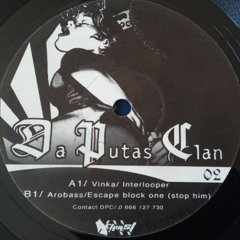 Da Putas Clan
02
A1/ Vinka/ Interlooper
B1/ Arobass/Escape block one (stop him)
Contact DPC/.0 666 127 730